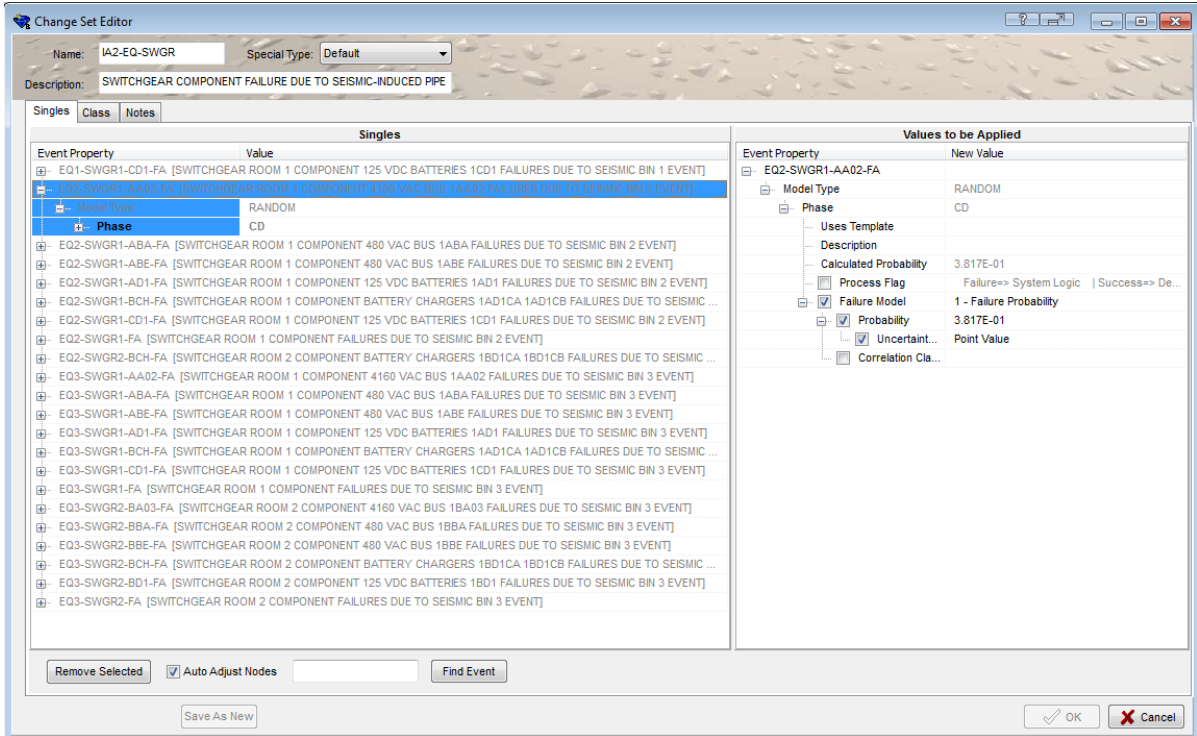 Change Set Editor
Name: IA2-EQ-SWGR Special Type: Default
Description: SWITCHGEAR COMPONENT FAILURE DUE TO SEISMIC-INDUCED PIPE
Singles Class Notes
Singles
Event Property Value
EQ1-SWGR-CD1-FA [SWITCHGEAR ROOM 1 COMPONENT 125 VDC BATTERIES 1CD1 FAILURES DUE TO SEISMIC BIN 1 EVENT]
EQ2-SWGR1-AA02-FA [SWITCHGEAR ROOM 1 COMPONENT 4160 VAC BUS 1AA02 FAILURES DUE TO SEISMIC BIN 2 EVENT]
Model Type RANDOM
Phase CD
EQ2-SWGR1-ABA-FA [SWITCHGEAR ROOM 1 COMPONENT 480 VAC BUS 1ABA FAILURES DUE TO SEISMIC BIN 2 EVENT]
EQ2-SWGR1-ABE-FA [SWITCHGEAR ROOM 1 COMPONENT 480 VAC BUS 1ABE FAILURES DUE TO SEISMIC BIN 2 EVENT]
EQ2-SWGR1-AD1-FA [SWITCHGEAR ROOM 1 COMPONENT 125 VDC BATTERIES 1AD1 FAILURES DUE TO SEISMIC BIN 2 EVENT]
EQ2-SWGR1-BCH-FA [SWITCHGEAR ROOM 1 COMPONENT BATTERY CHARGERS 1AD1CA 1AD1CB FAILURES DUE TO SEISMIC ...
EQ2-SWGR1-CD1-FA [SWITCHGEAR ROOM 1 COMPONENT 125 VDC BATTERIES 1CD1 FAILURES DUE TO SEISMIC BIN 2 EVENT]
EQ2-SWGR1-FA [SWITCHGEAR ROOM 1 COMPONENT FAILURES DUE TO SEISMIC BIN 2 EVENT]
EQ2-SWGR2-BCH-FA [SWITCHGEAR ROOM 2 COMPONENT BATTERY CHARGERS 1BD1CA 1BD1CB FAILURES DUE TO SEISMIC ...
EQ3-SWGR1-AA02-FA [SWITCHGEAR ROOM 1 COMPONENT 4160 VAC BUS 1AA02 FAILURES DUE TO SEISMIC BIN 3 EVENT]
EQ3-SWGR1-ABA-FA [SWITCHGEAR ROOM 1 COMPONENT 480 VAC BUS 1ABA FAILURES DUE TO SEISMIC BIN 3 EVENT]
EQ3-SWGR1-ABE-FA [SWITCHGEAR ROOM 1 COMPONENT 480 VAC BUS 1ABE FAILURES DUE TO SEISMIC BIN 3 EVENT]
EQ3-SWGR1-AD1-FA [SWITCHGEAR ROOM 1 COMPONENT 125 VDC BATTERIES 1AD1 FAILURES DUE TO SEISMIC BIN 3 EVENT]
EQ3-SWGR1-BCH-FA [SWITCHGEAR ROOM 1 COMPONENT BATTERY CHARGERS 1AD1CA 1AD1CB FAILURES DUE TO SEISMIC ...
EQ3-SWGR1-CD1-FA [SWITCHGEAR ROOM 1 COMPONENT 125 VDC BATTERIES 1CD1 FAILURES DUE TO SEISMIC BIN 3 EVENT]
EQ3-SWGR1-FA [SWITCHGEAR ROOM 1 COMPONENT FAILURES DUE TO SEISMIC BIN 3 EVENT]
EQ3-SWGR2-BA03-FA [SWITCHGEAR ROOM 2 COMPONENT 4160 VAC BUS 1BA03 FAILURES DUE TO SEISMIC BIN 3 EVENT]
EQ3-SWGR2-BBA-FA [SWITCHGEAR ROOM 2 COMPONENT 480 VAC BUS 1BBA FAILURES DUE TO SEISMIC BIN 3 EVENT]
EQ3-SWGR2-BBE-FA [SWITCHGEAR ROOM 2 COMPONENT 480 VAC BUS 1BBE FAILURES DUE TO SEISMIC BIN 3 EVENT]
EQ3-SWGR2-BCH-FA [SWITCHGEAR ROOM 2 COMPONENT BATTERY CHARGERS 1BD1CA 1BD1CB FAILURES DUE TO SEISMIC ...
EQ3-SWGR2-BD1-FA [SWITCHGEAR ROOM 2 COMPONENT 125 VDC BATTERIES 1BD1 FAILURES DUE TO SEISMIC BIN 3 EVENT]
EQ3-SWGR2-FA [SWITCHGEAR ROOM 2 COMPONENT FAILURES DUE TO SEISMIC BIN 3 EVENT]
Values to be Applied
Event Property New Value
EQ2-SWGR1-AA02-FA
Model Type RANDOM
Phase CD
Uses Template
Description
Calculated Probability 3.817E-01
Process Flag Failure=> System Logic | Success=> De...
Failure Model 1 - Failure Probability
Probability 3.817E-01
Uncertaint... Point Value
Correlation Cla...
Remove Selected Auto Adjust Nodes Find Event
Save As New OK Cancel